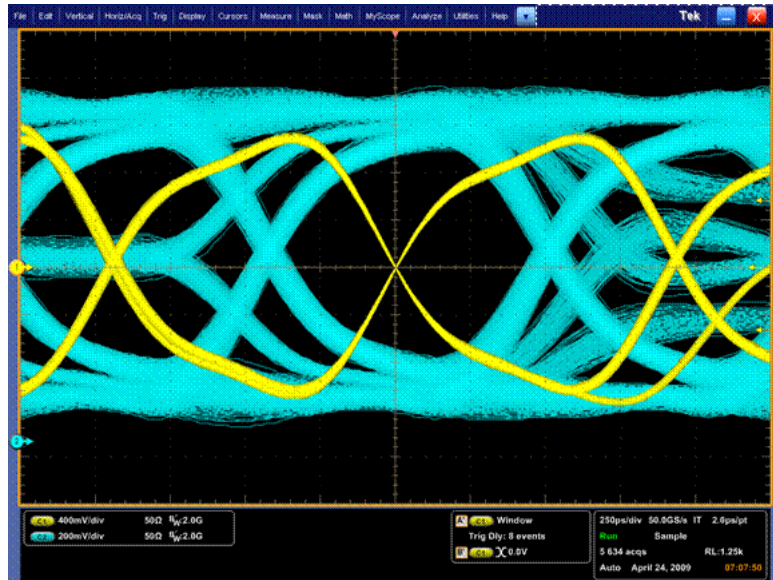 File Edit Vertical Horiz/Acq Trig Display Cursors Measure Mask Math MyScope Analyze Utilities Help Tek X
1
2
C1 400mV/div 50Ω BW:2.0G
C2 200mV/div 50Ω BW:2.0G
A' C1 Window
Trig Dly: 8 events
B' C1 0.0V
250ps/div 50.0GS/s IT 2.0ps/pt
Run Sample
5 634 acqs RL:1.25k
Auto April 24, 2009 07:07:50